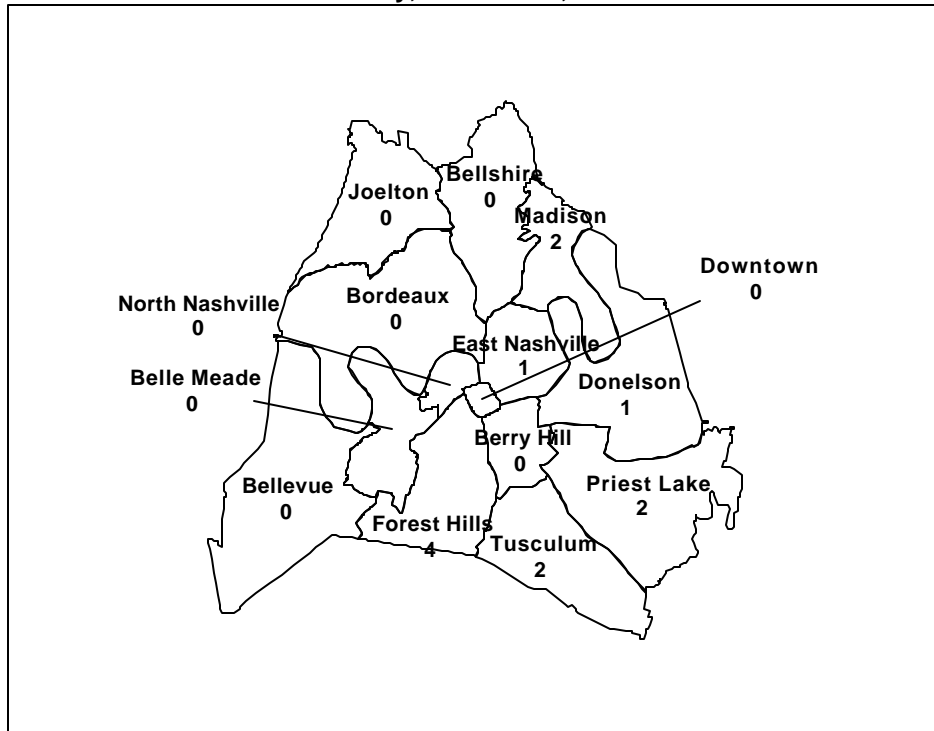 Bellshire
0
Joelton
0
Madison
2
Downtown
0
North Nashville
0
Bordeaux
0
East Nashville
1
Belle Meade
0
Donelson
1
Berry Hill
0
Bellevue
0
Priest Lake
2
Forest Hills
4
Tusculum
2